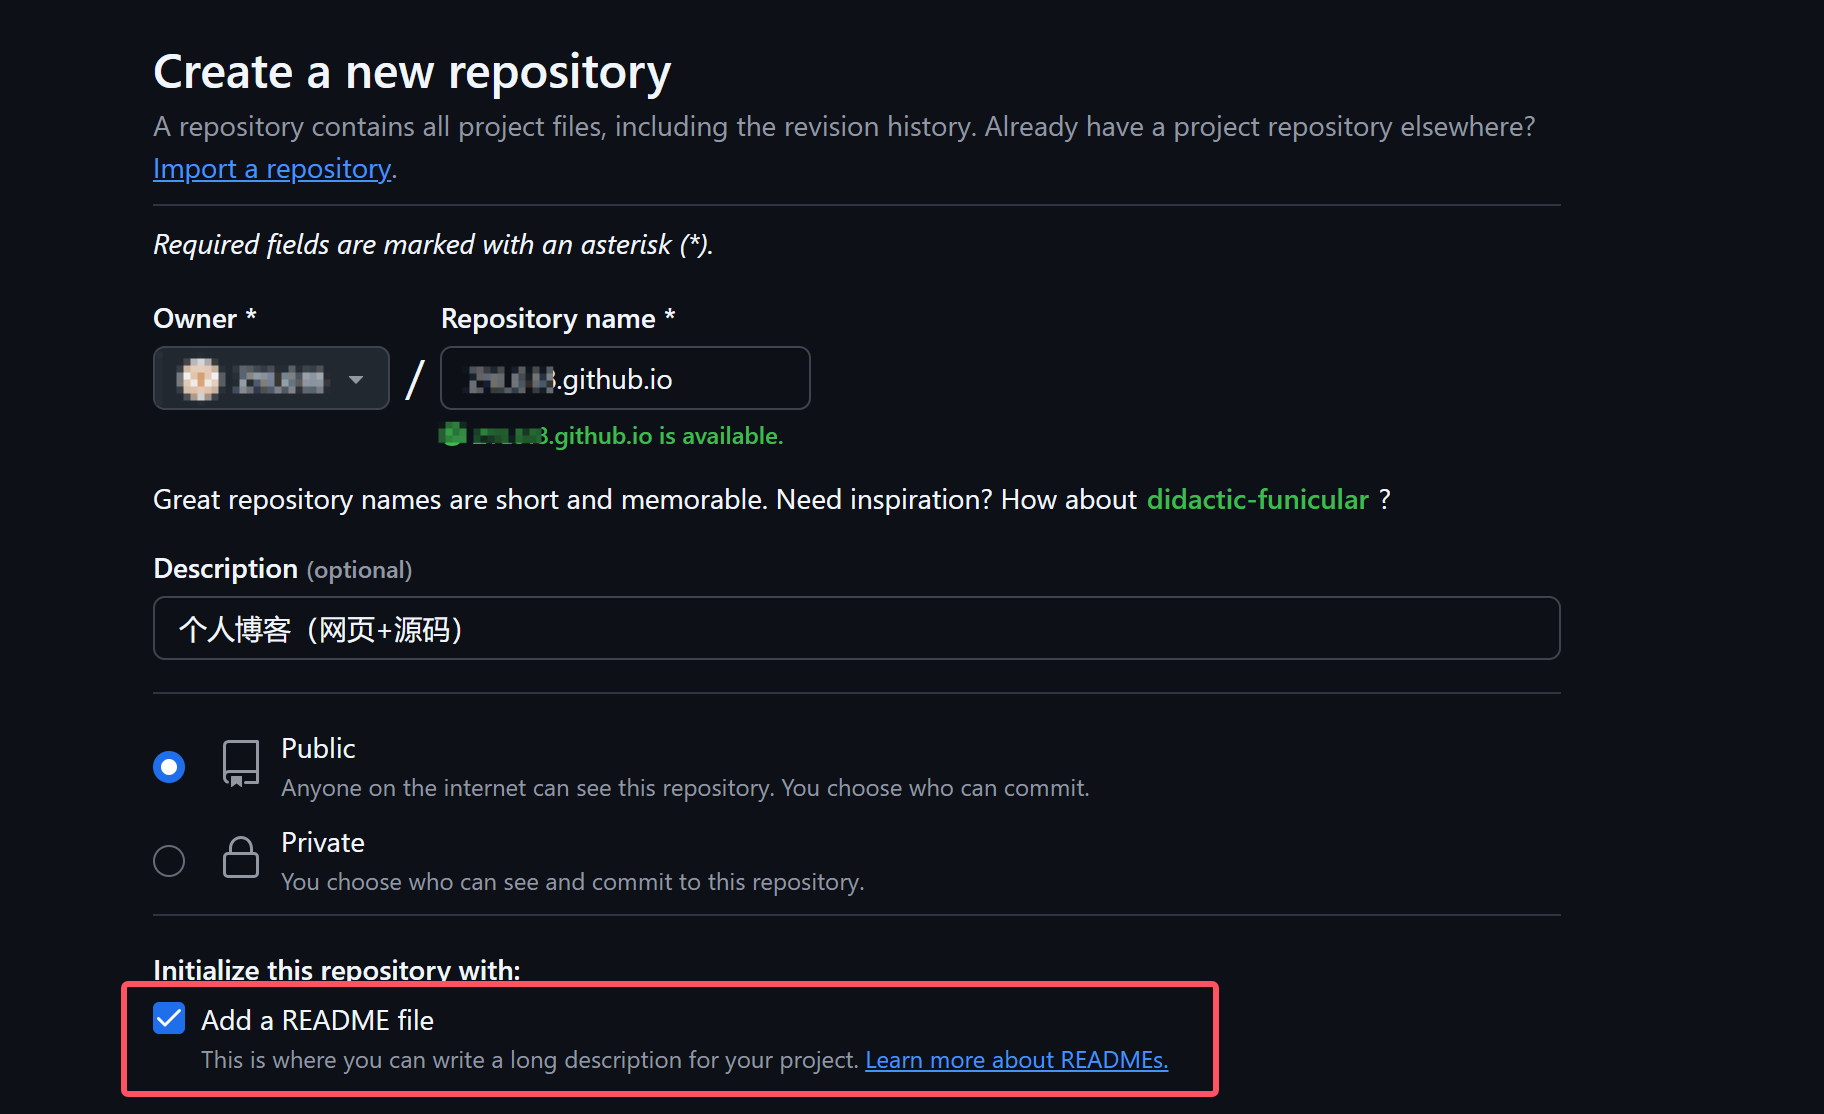 Create a new repository
A repository contains all project files, including the revision history. Already have a project repository elsewhere?
Import a repository.
Required fields are marked with an asterisk (*).
Owner * Repository name *
/ .github.io
.github.io is available.
Great repository names are short and memorable. Need inspiration? How about didactic-funicular ?
Description (optional)
个人博客（网页+源码）
Public
Anyone on the internet can see this repository. You choose who can commit.
Private
You choose who can see and commit to this repository.
Initialize this repository with:
Add a README file
This is where you can write a long description for your project. Learn more about READMEs.